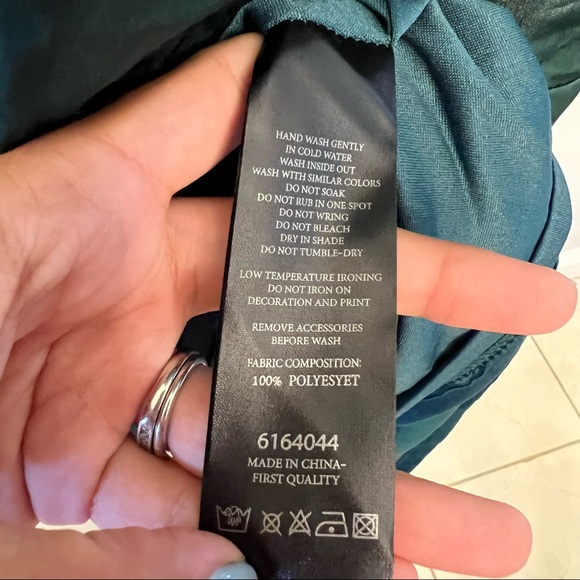 HAND WASH GENTLY
IN COLD WATER
WASH INSIDE OUT
WASH WITH SIMILAR COLORS
DO NOT SOAK
DO NOT RUB IN ONE SPOT
DO NOT WRING
DO NOT BLEACH
DRY IN SHADE
DO NOT TUMBLE-DRY
LOW TEMPERATURE IRONING
DO NOT IRON ON
DECORATION AND PRINT
REMOVE ACCESSORIES
BEFORE WASH
FABRIC COMPOSITION:
100% POLYESYET
6164044
MADE IN CHINA-
FIRST QUALITY